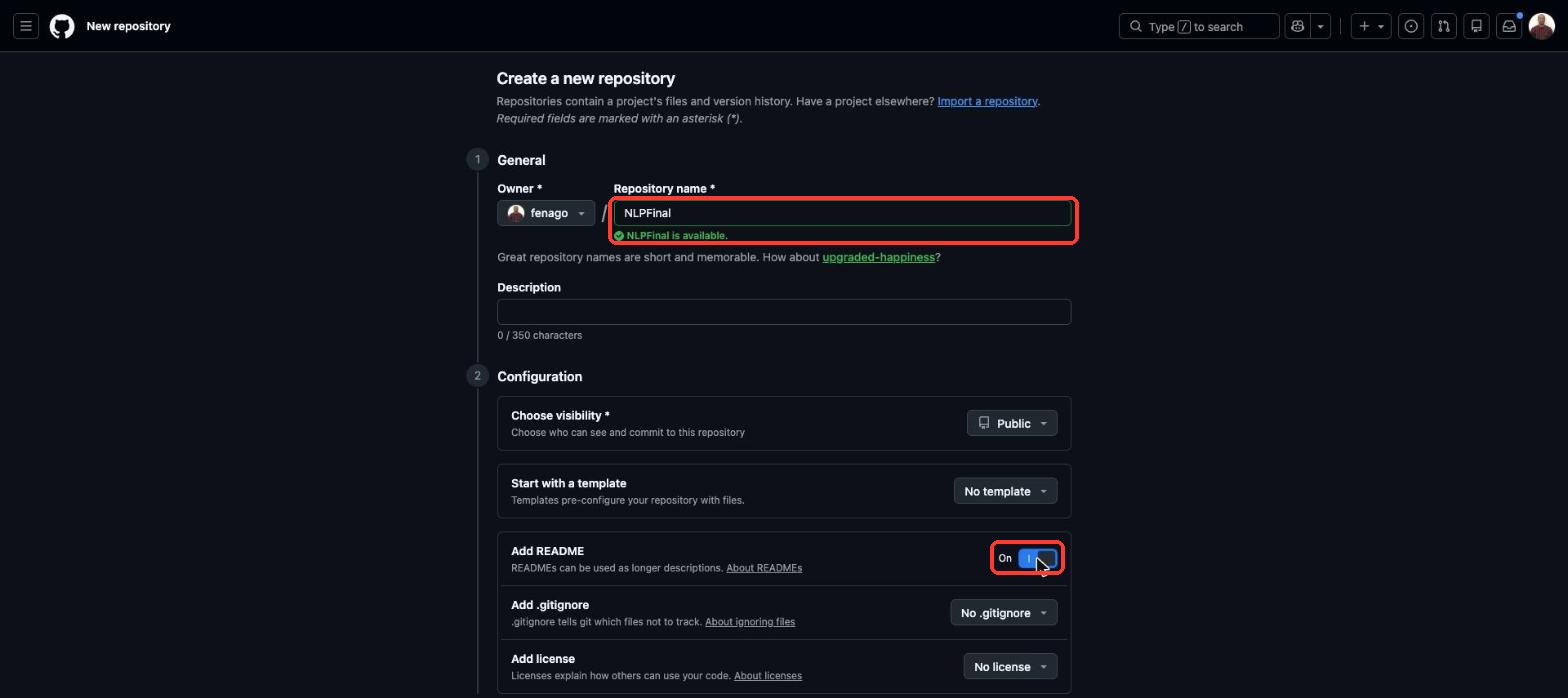 New repository
Type / to search
Create a new repository
Repositories contain a project's files and version history. Have a project elsewhere? Import a repository.
Required fields are marked with an asterisk (*).
1 General
Owner * Repository name *
fenago / NLPFinal
NLPFinal is available.
Great repository names are short and memorable. How about upgraded-happiness?
Description
0 / 350 characters
2 Configuration
Choose visibility *
Choose who can see and commit to this repository
Public
Start with a template
Templates pre-configure your repository with files.
No template
Add README
READMEs can be used as longer descriptions. About READMEs
On
Add .gitignore
.gitignore tells git which files not to track. About ignoring files
No .gitignore
Add license
Licenses explain how others can use your code. About licenses
No license